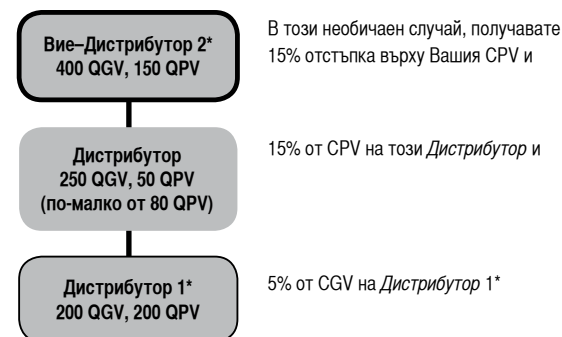 Вие–Дистрибутор 2*
400 QGV, 150 QPV
В този необичаен случай, получавате
15% отстъпка върху Вашия CPV и
Дистрибутор
250 QGV, 50 QPV
(по-малко от 80 QPV)
15% от CPV на този Дистрибутор и
Дистрибутор 1*
200 QGV, 200 QPV
5% от CGV на Дистрибутор 1*